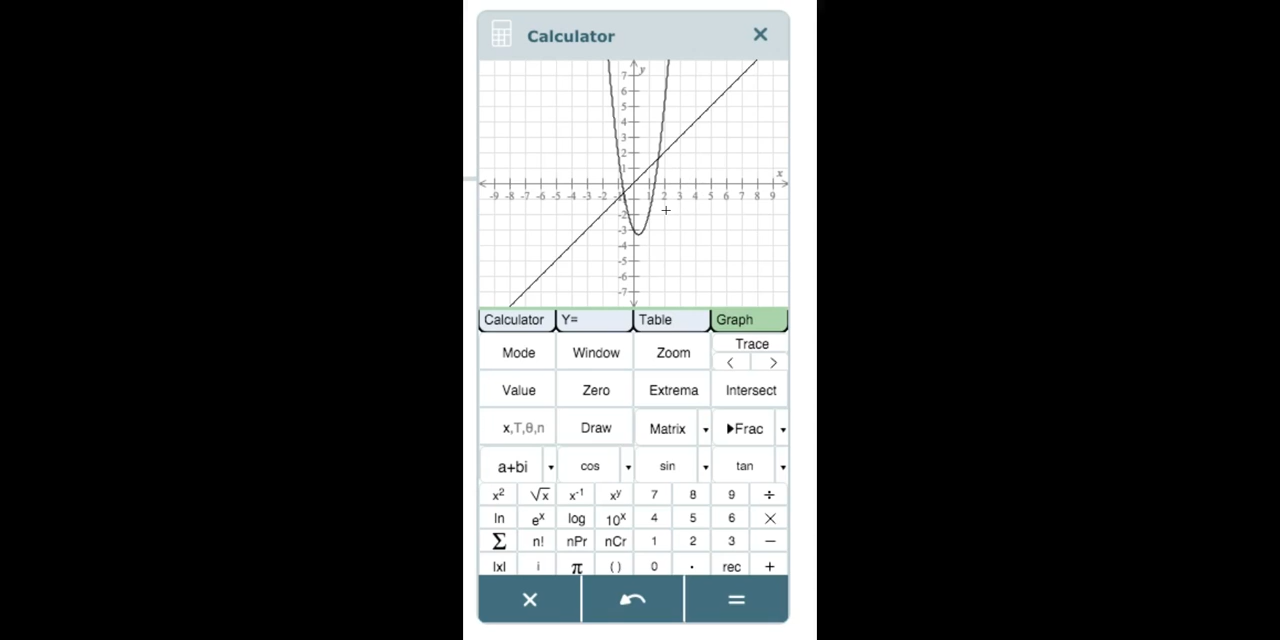 Calculator
y
7
6
5
4
3
2
1
x
-9 -8 -7 -6 -5 -4 -3 -2 -1 1 2 3 4 5 6 7 8 9
-2
-3
-4
-5
-6
-7
Calculator Y= Table Graph
Mode Window Zoom Trace
< >
Value Zero Extrema Intersect
x,T,θ,n Draw Matrix ▾ ▶Frac ▾
a+bi ▾ cos ▾ sin ▾ tan ▾
x² √x x⁻¹ xʸ 7 8 9 ÷
ln eˣ log 10ˣ 4 5 6 ×
Σ n! nPr nCr 1 2 3 −
|x| i π ( ) 0 . rec +
× =